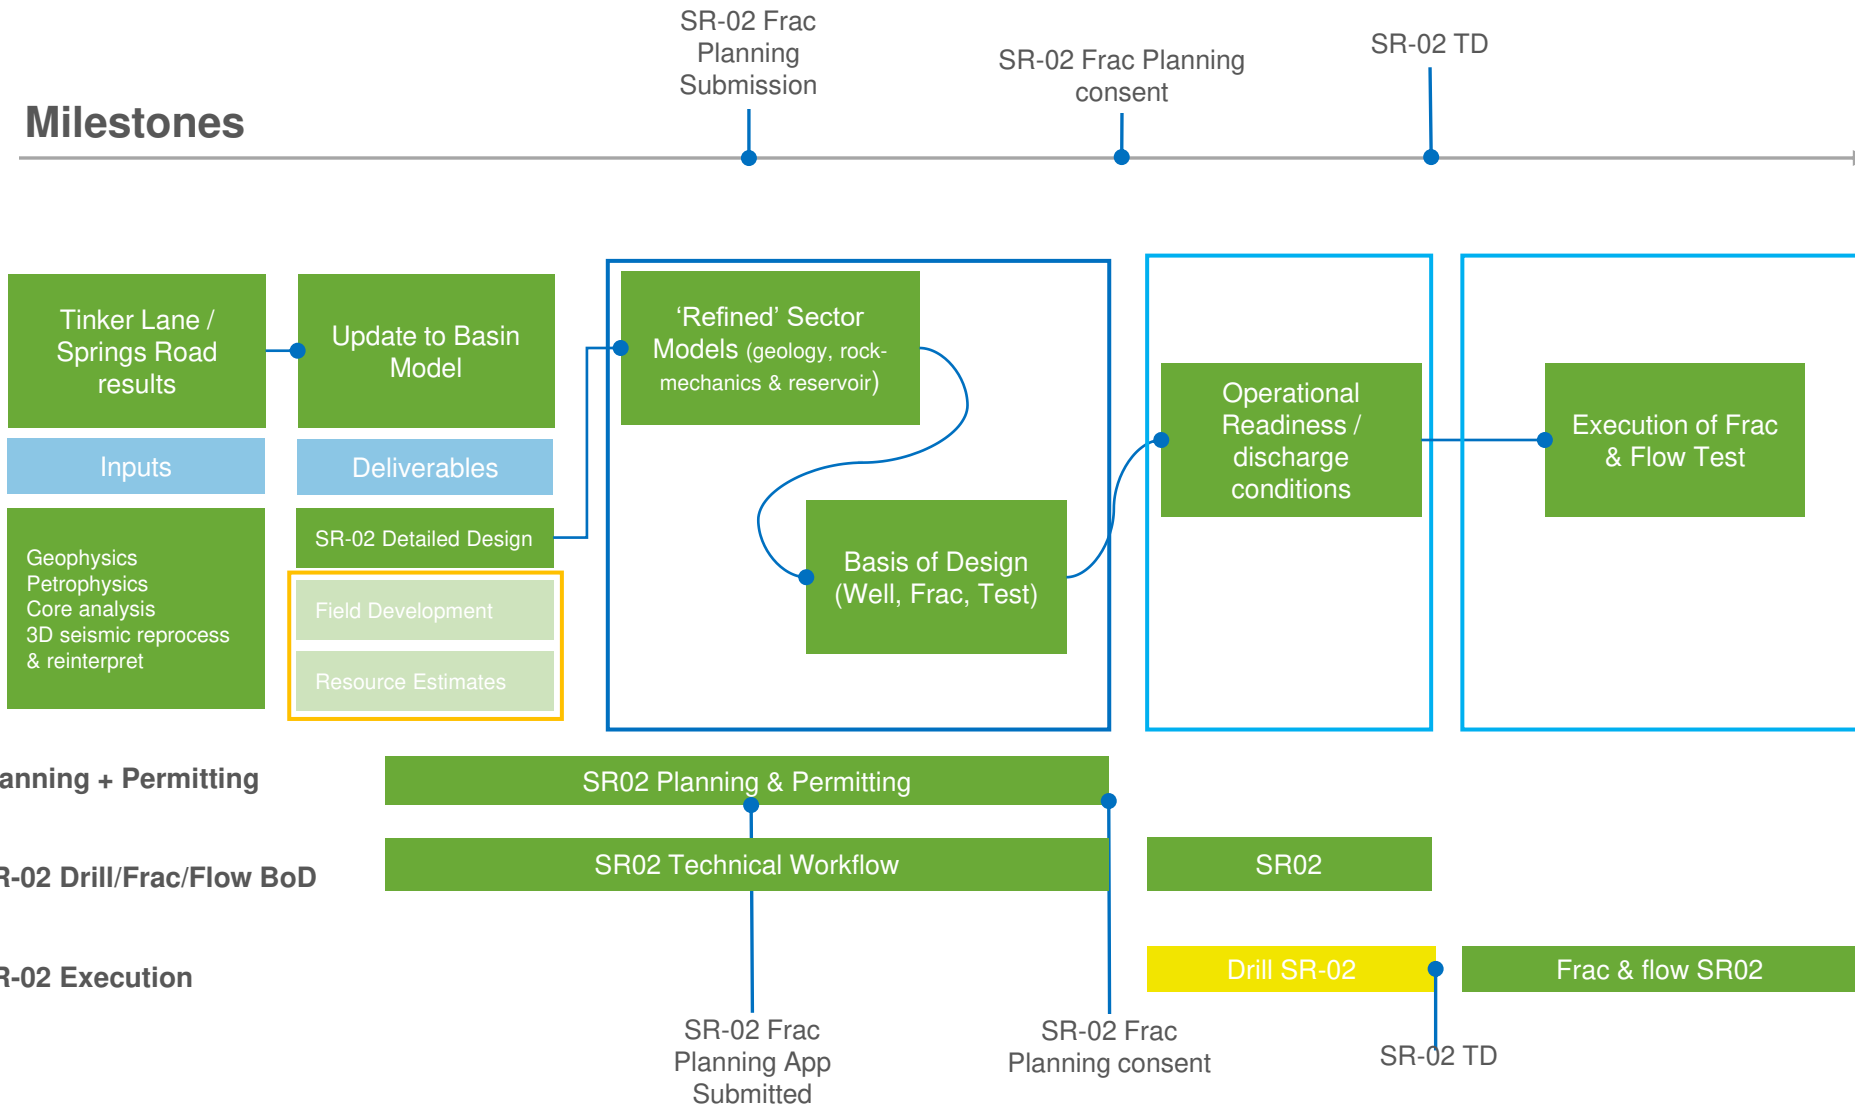 SR-02 Frac
Planning
Submission
SR-02 Frac Planning
consent
SR-02 TD
Milestones
Tinker Lane /
Springs Road
results
Update to Basin
Model
‘Refined’ Sector
Models (geology, rock-
mechanics & reservoir)
Operational
Readiness /
discharge
conditions
Execution of Frac
& Flow Test
Inputs
Deliverables
Geophysics
Petrophysics
Core analysis
3D seismic reprocess
& reinterpret
SR-02 Detailed Design
Field Development
Resource Estimates
Basis of Design
(Well, Frac, Test)
anning + Permitting
SR02 Planning & Permitting
R-02 Drill/Frac/Flow BoD
SR02 Technical Workflow
SR02
R-02 Execution
Drill SR-02
Frac & flow SR02
SR-02 Frac
Planning App
Submitted
SR-02 Frac
Planning consent
SR-02 TD